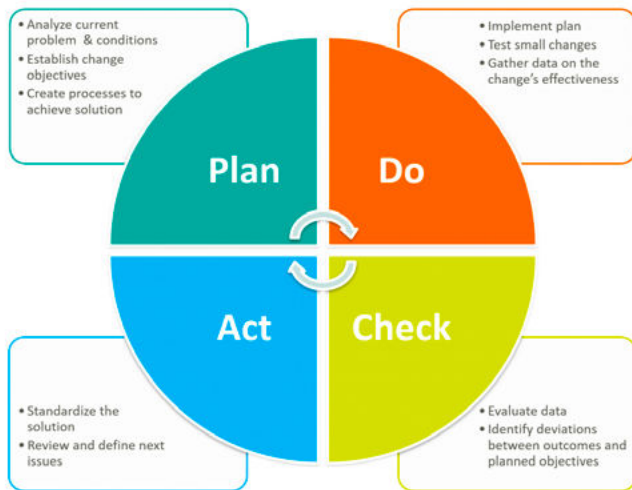 • Analyze current
problem & conditions
• Establish change
objectives
• Create processes to
achieve solution
• Implement plan
• Test small changes
• Gather data on the
change's effectiveness
Plan
Do
Act
Check
• Standardize the
solution
• Review and define next
issues
• Evaluate data
• Identify deviations
between outcomes and
planned objectives